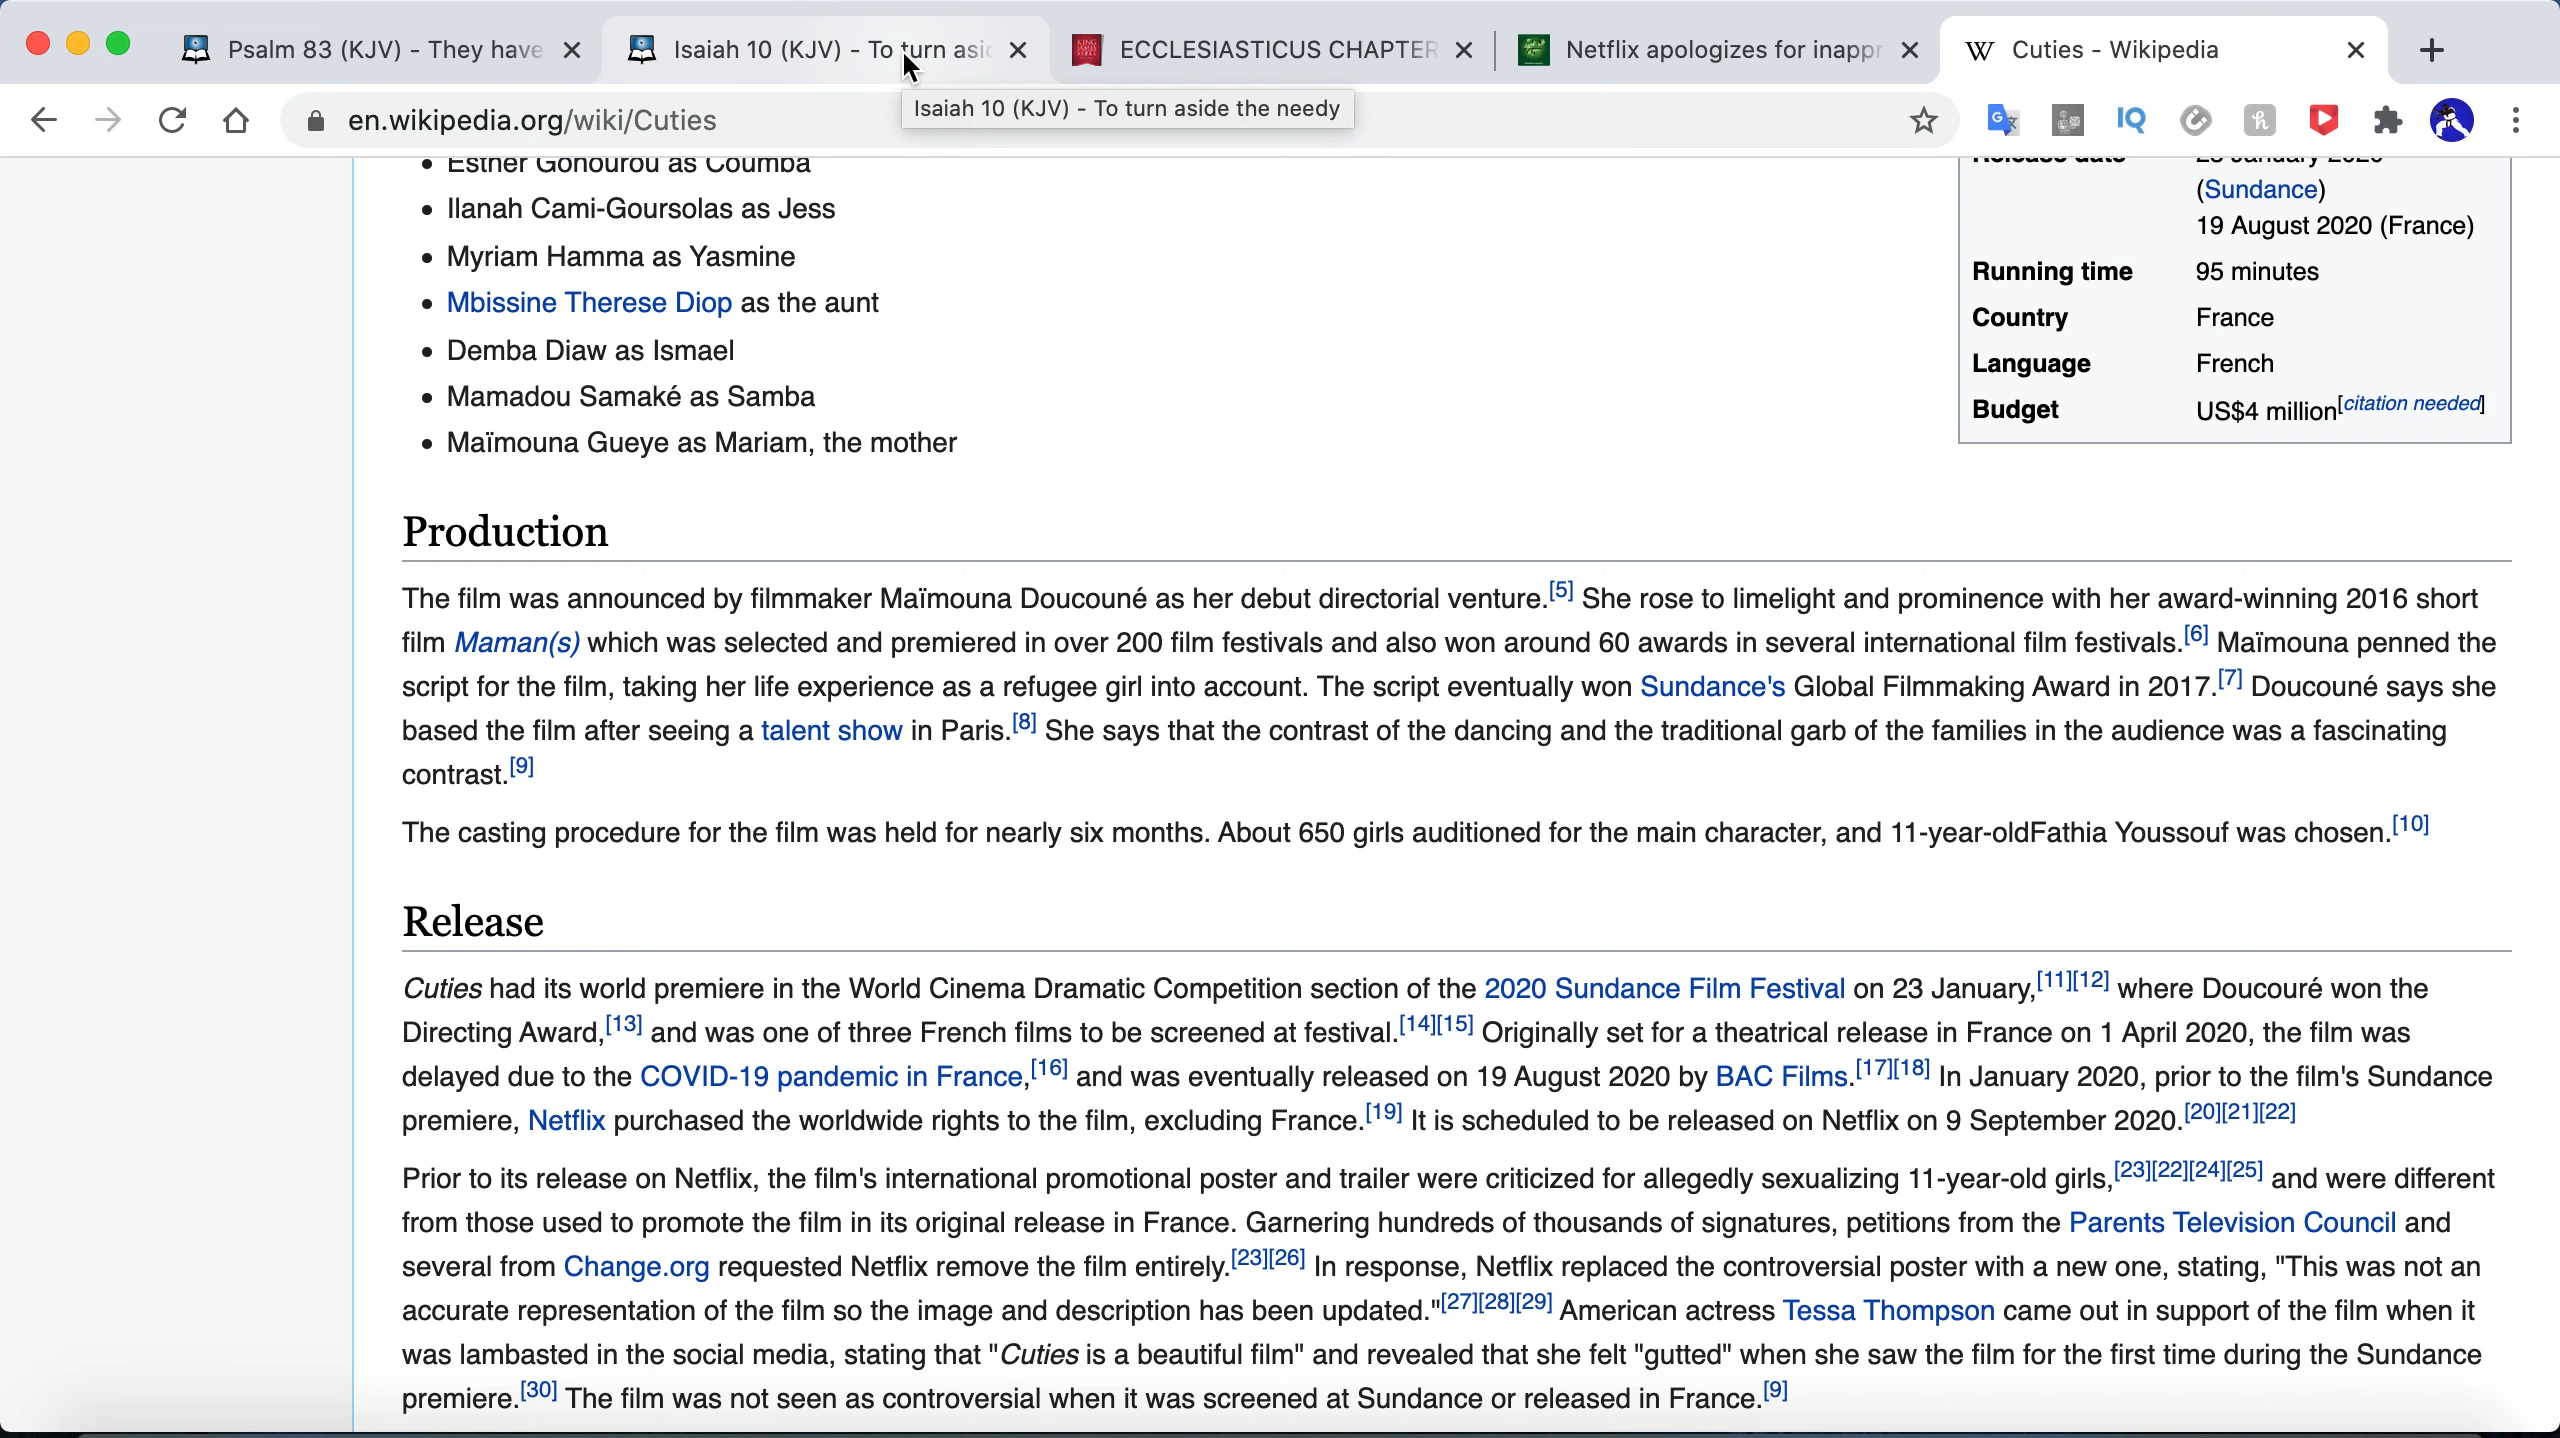 Psalm 83 (KJV) - They have
Isaiah 10 (KJV) - To turn asid
ECCLESIASTICUS CHAPTER
Netflix apologizes for inappr
W Cuties - Wikipedia
en.wikipedia.org/wiki/Cuties
Isaiah 10 (KJV) - To turn aside the needy
IQ
h
Esther Gohourou as Coumba
Ilanah Cami-Goursolas as Jess
Myriam Hamma as Yasmine
Mbissine Therese Diop as the aunt
Demba Diaw as Ismael
Mamadou Samaké as Samba
Maïmouna Gueye as Mariam, the mother
Release date 23 January 2020
(Sundance)
19 August 2020 (France)
Running time 95 minutes
Country France
Language French
Budget US$4 million[citation needed]
Production
The film was announced by filmmaker Maïmouna Doucouné as her debut directorial venture.[5] She rose to limelight and prominence with her award-winning 2016 short
film Maman(s) which was selected and premiered in over 200 film festivals and also won around 60 awards in several international film festivals.[6] Maïmouna penned the
script for the film, taking her life experience as a refugee girl into account. The script eventually won Sundance's Global Filmmaking Award in 2017.[7] Doucouné says she
based the film after seeing a talent show in Paris.[8] She says that the contrast of the dancing and the traditional garb of the families in the audience was a fascinating
contrast.[9]
The casting procedure for the film was held for nearly six months. About 650 girls auditioned for the main character, and 11-year-oldFathia Youssouf was chosen.[10]
Release
Cuties had its world premiere in the World Cinema Dramatic Competition section of the 2020 Sundance Film Festival on 23 January,[11][12] where Doucouré won the
Directing Award,[13] and was one of three French films to be screened at festival.[14][15] Originally set for a theatrical release in France on 1 April 2020, the film was
delayed due to the COVID-19 pandemic in France,[16] and was eventually released on 19 August 2020 by BAC Films.[17][18] In January 2020, prior to the film's Sundance
premiere, Netflix purchased the worldwide rights to the film, excluding France.[19] It is scheduled to be released on Netflix on 9 September 2020.[20][21][22]
Prior to its release on Netflix, the film's international promotional poster and trailer were criticized for allegedly sexualizing 11-year-old girls,[23][22][24][25] and were different
from those used to promote the film in its original release in France. Garnering hundreds of thousands of signatures, petitions from the Parents Television Council and
several from Change.org requested Netflix remove the film entirely.[23][26] In response, Netflix replaced the controversial poster with a new one, stating, "This was not an
accurate representation of the film so the image and description has been updated."[27][28][29] American actress Tessa Thompson came out in support of the film when it
was lambasted in the social media, stating that "Cuties is a beautiful film" and revealed that she felt "gutted" when she saw the film for the first time during the Sundance
premiere.[30] The film was not seen as controversial when it was screened at Sundance or released in France.[9]